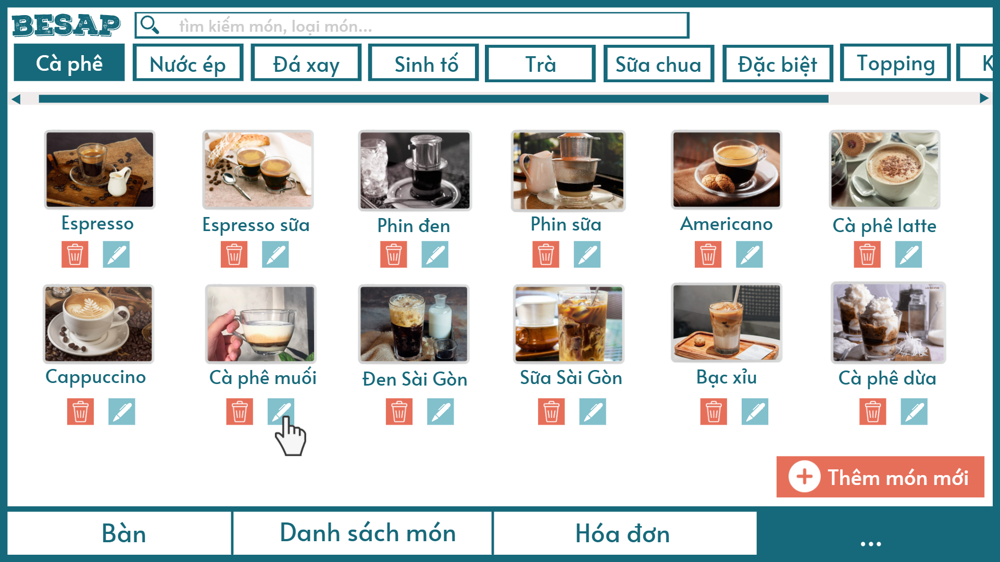 BESAP
tìm kiếm món, loại món...
Cà phê
Nước ép
Đá xay
Sinh tố
Trà
Sữa chua
Đặc biệt
Topping
Espresso
Espresso sữa
Phin đen
Phin sữa
Americano
Cà phê latte
Cappuccino
Cà phê muối
Đen Sài Gòn
Sữa Sài Gòn
Bạc xỉu
Cà phê dừa
Thêm món mới
Bàn
Danh sách món
Hóa đơn
...